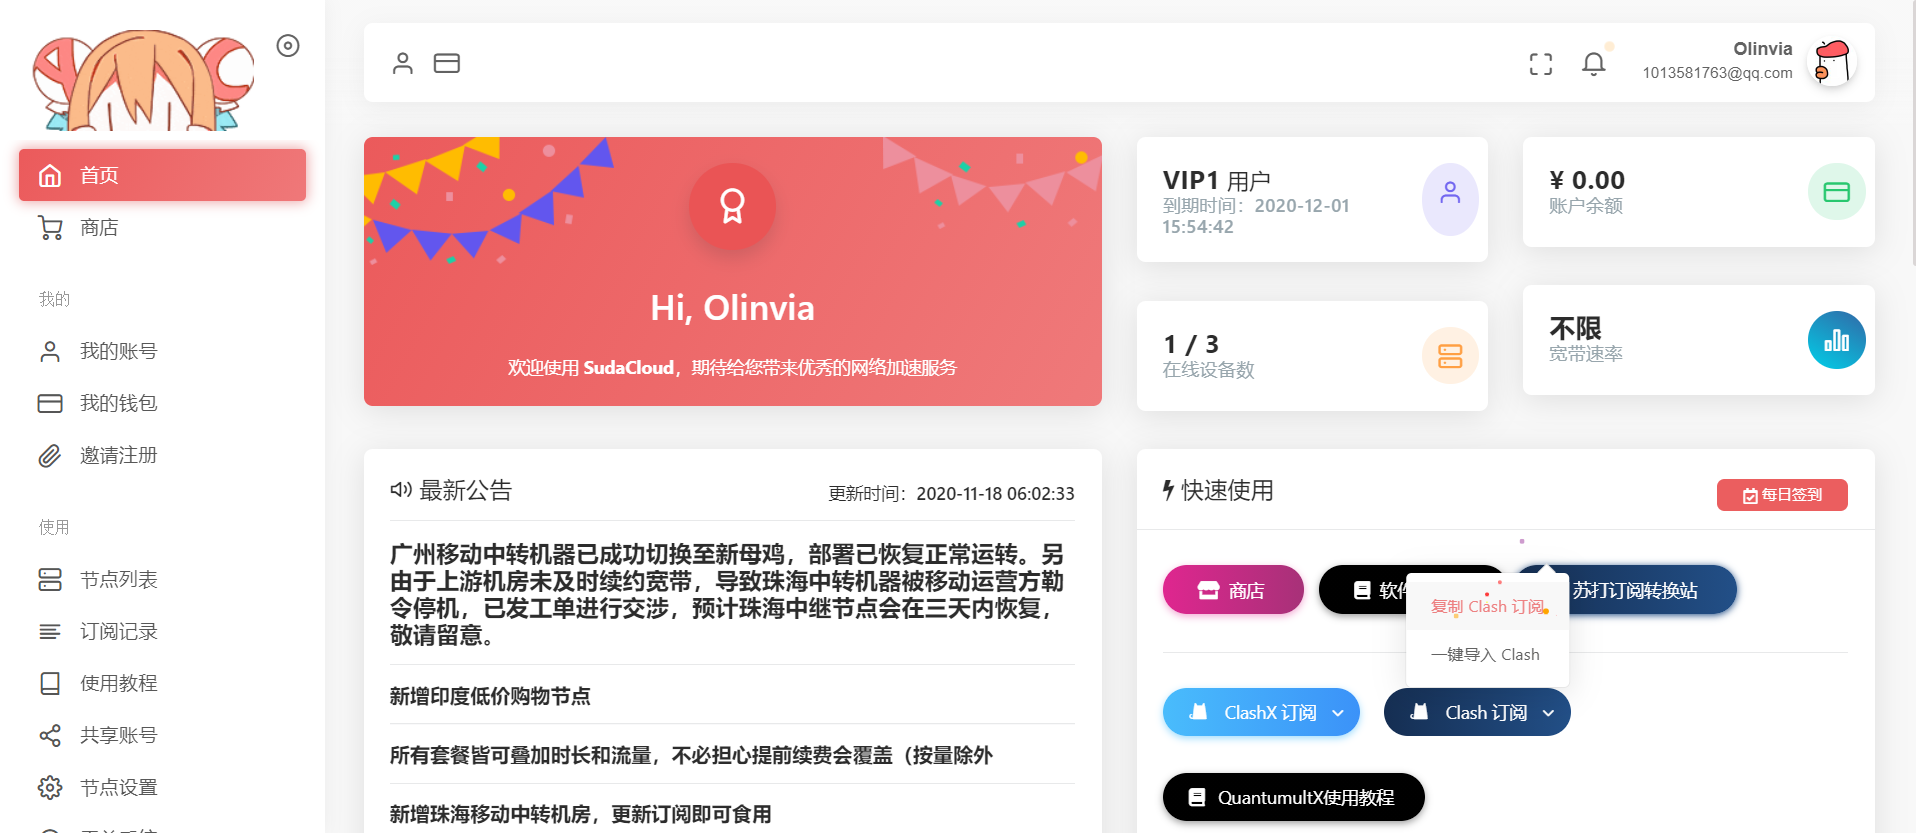 首页
商店
我的
我的账号
我的钱包
邀请注册
使用
节点列表
订阅记录
使用教程
共享账号
节点设置
Olinvia
1013581763@qq.com
Hi, Olinvia
欢迎使用 SudaCloud，期待给您带来优秀的网络加速服务
VIP1 用户
到期时间：2020-12-01
15:54:42
¥ 0.00
账户余额
1 / 3
在线设备数
不限
宽带速率
最新公告
更新时间：2020-11-18 06:02:33
广州移动中转机器已成功切换至新母鸡，部署已恢复正常运转。另
由于上游机房未及时续约宽带，导致珠海中转机器被移动运营方勒
令停机，已发工单进行交涉，预计珠海中继节点会在三天内恢复，
敬请留意。
新增印度低价购物节点
所有套餐皆可叠加时长和流量，不必担心提前续费会覆盖（按量除外
新增珠海移动中转机房，更新订阅即可食用
快速使用
每日签到
商店
软件
苏打订阅转换站
复制 Clash 订阅
一键导入 Clash
ClashX 订阅
Clash 订阅
QuantumultX使用教程